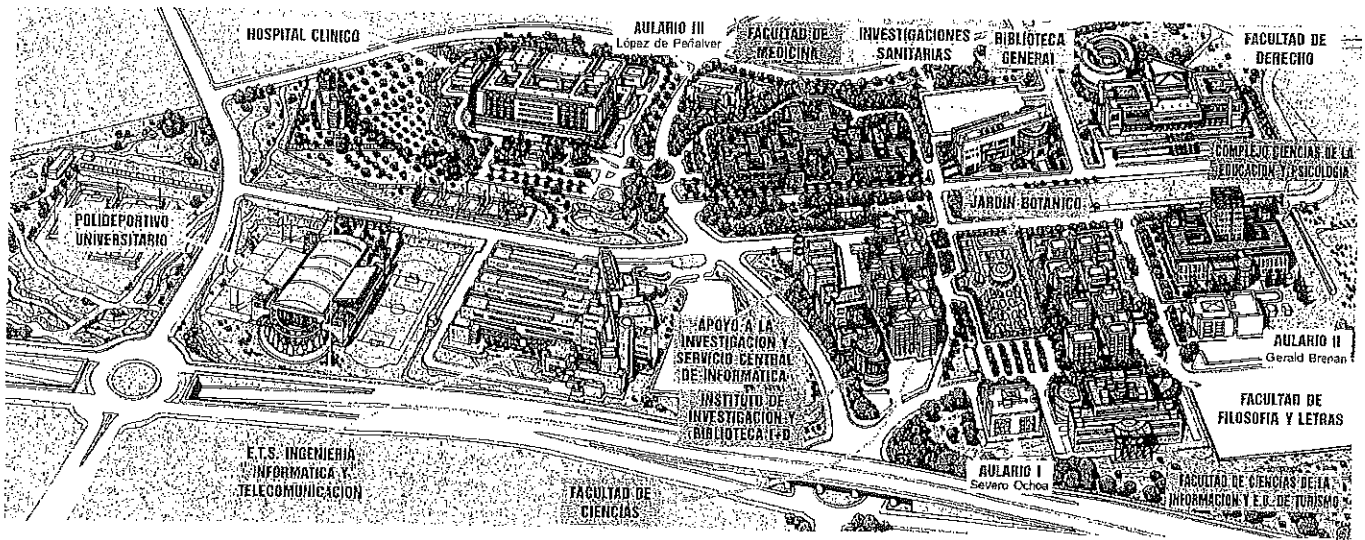 HOSPITAL CLINICO
AULARIO III
López de Peñalver
FACULTAD DE
MEDICINA
INVESTIGACIONES
SANITARIAS
BIBLIOTECA
GENERAL
FACULTAD DE
DERECHO
COMPLEJO CIENCIAS DE LA
EDUCACION Y PSICOLOGIA
JARDIN BOTANICO
POLIDEPORTIVO
UNIVERSITARIO
APOYO A LA
INVESTIGACION Y
SERVICIO CENTRAL
DE INFORMATICA
INSTITUTO DE
INVESTIGACION Y
BIBLIOTECA I+D
AULARIO II
Gerald Brenan
FACULTAD DE
FILOSOFIA Y LETRAS
E.T.S. INGENIERIA
INFORMATICA Y
TELECOMUNICACION
FACULTAD DE
CIENCIAS
AULARIO I
Severo Ochoa
FACULTAD DE CIENCIAS DE LA
INFORMACION Y E.U. DE TURISMO